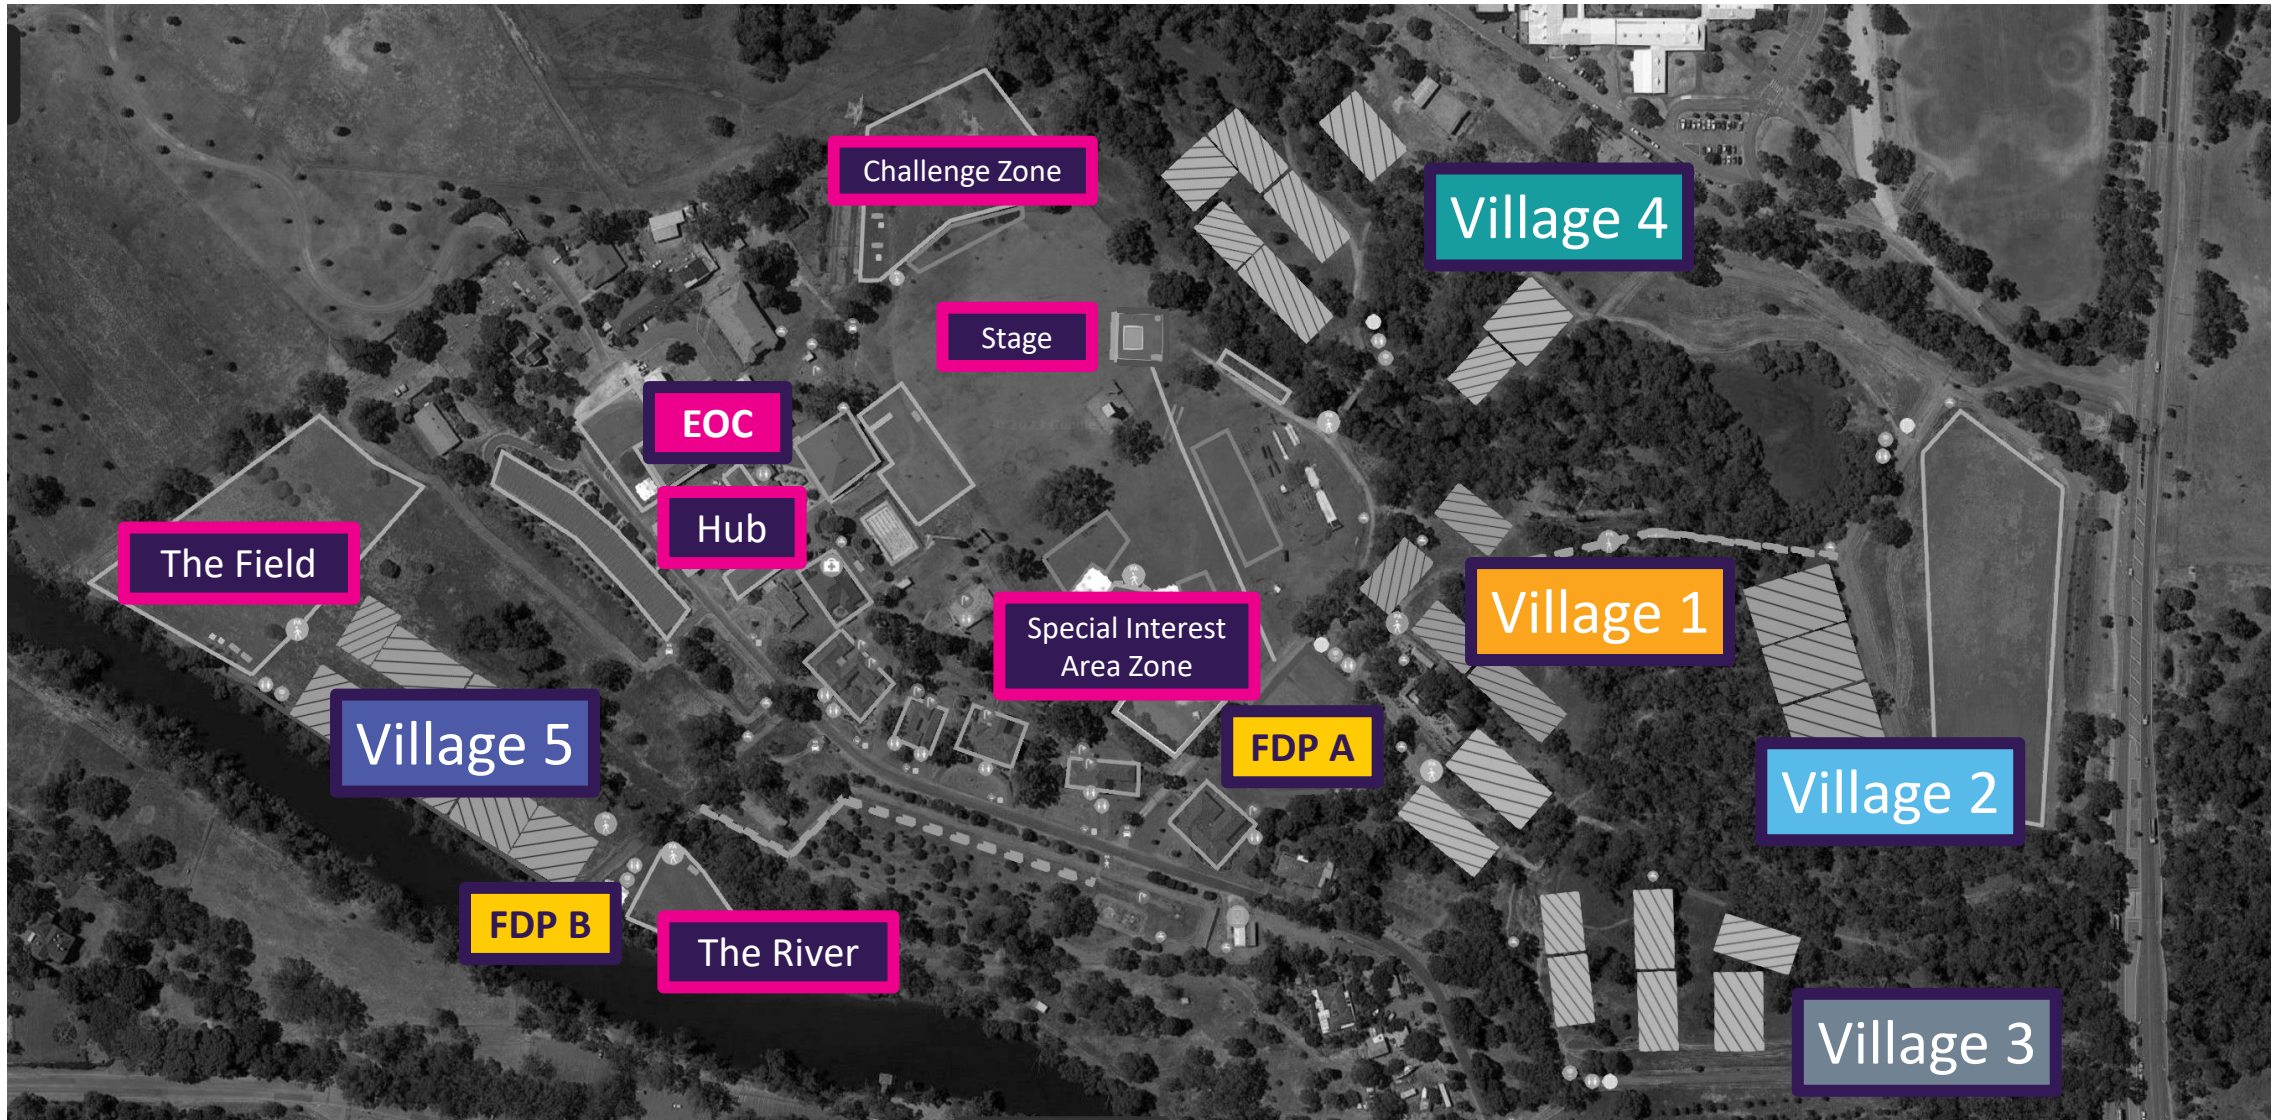 Challenge Zone
Village 4
Stage
EOC
Hub
The Field
Village 1
Special Interest
Area Zone
Village 5
FDP A
Village 2
FDP B
The River
Village 3